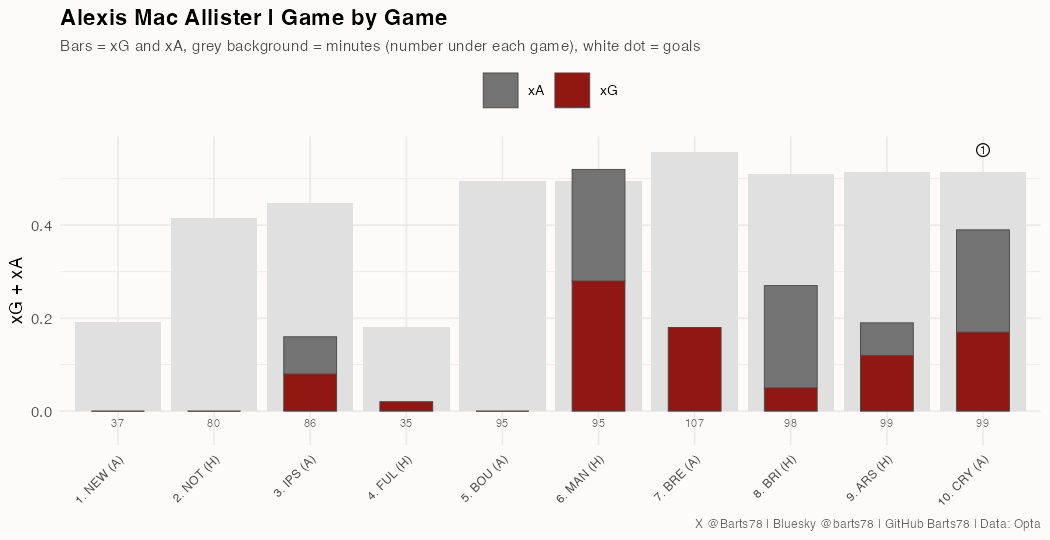 Alexis Mac Allister | Game by Game
Bars = xG and xA, grey background = minutes (number under each game), white dot = goals
xA xG
xG + xA
0.4
0.2
0.0
1
37 80 86 35 95 95 107 98 99 99
1. NEW (A) 2. NOT (H) 3. IPS (A) 4. FUL (H) 5. BOU (A) 6. MAN (H) 7. BRE (A) 8. BRI (H) 9. ARS (H) 10. CRY (A)
X @Barts78 | Bluesky @barts78 | GitHub Barts78 | Data: Opta